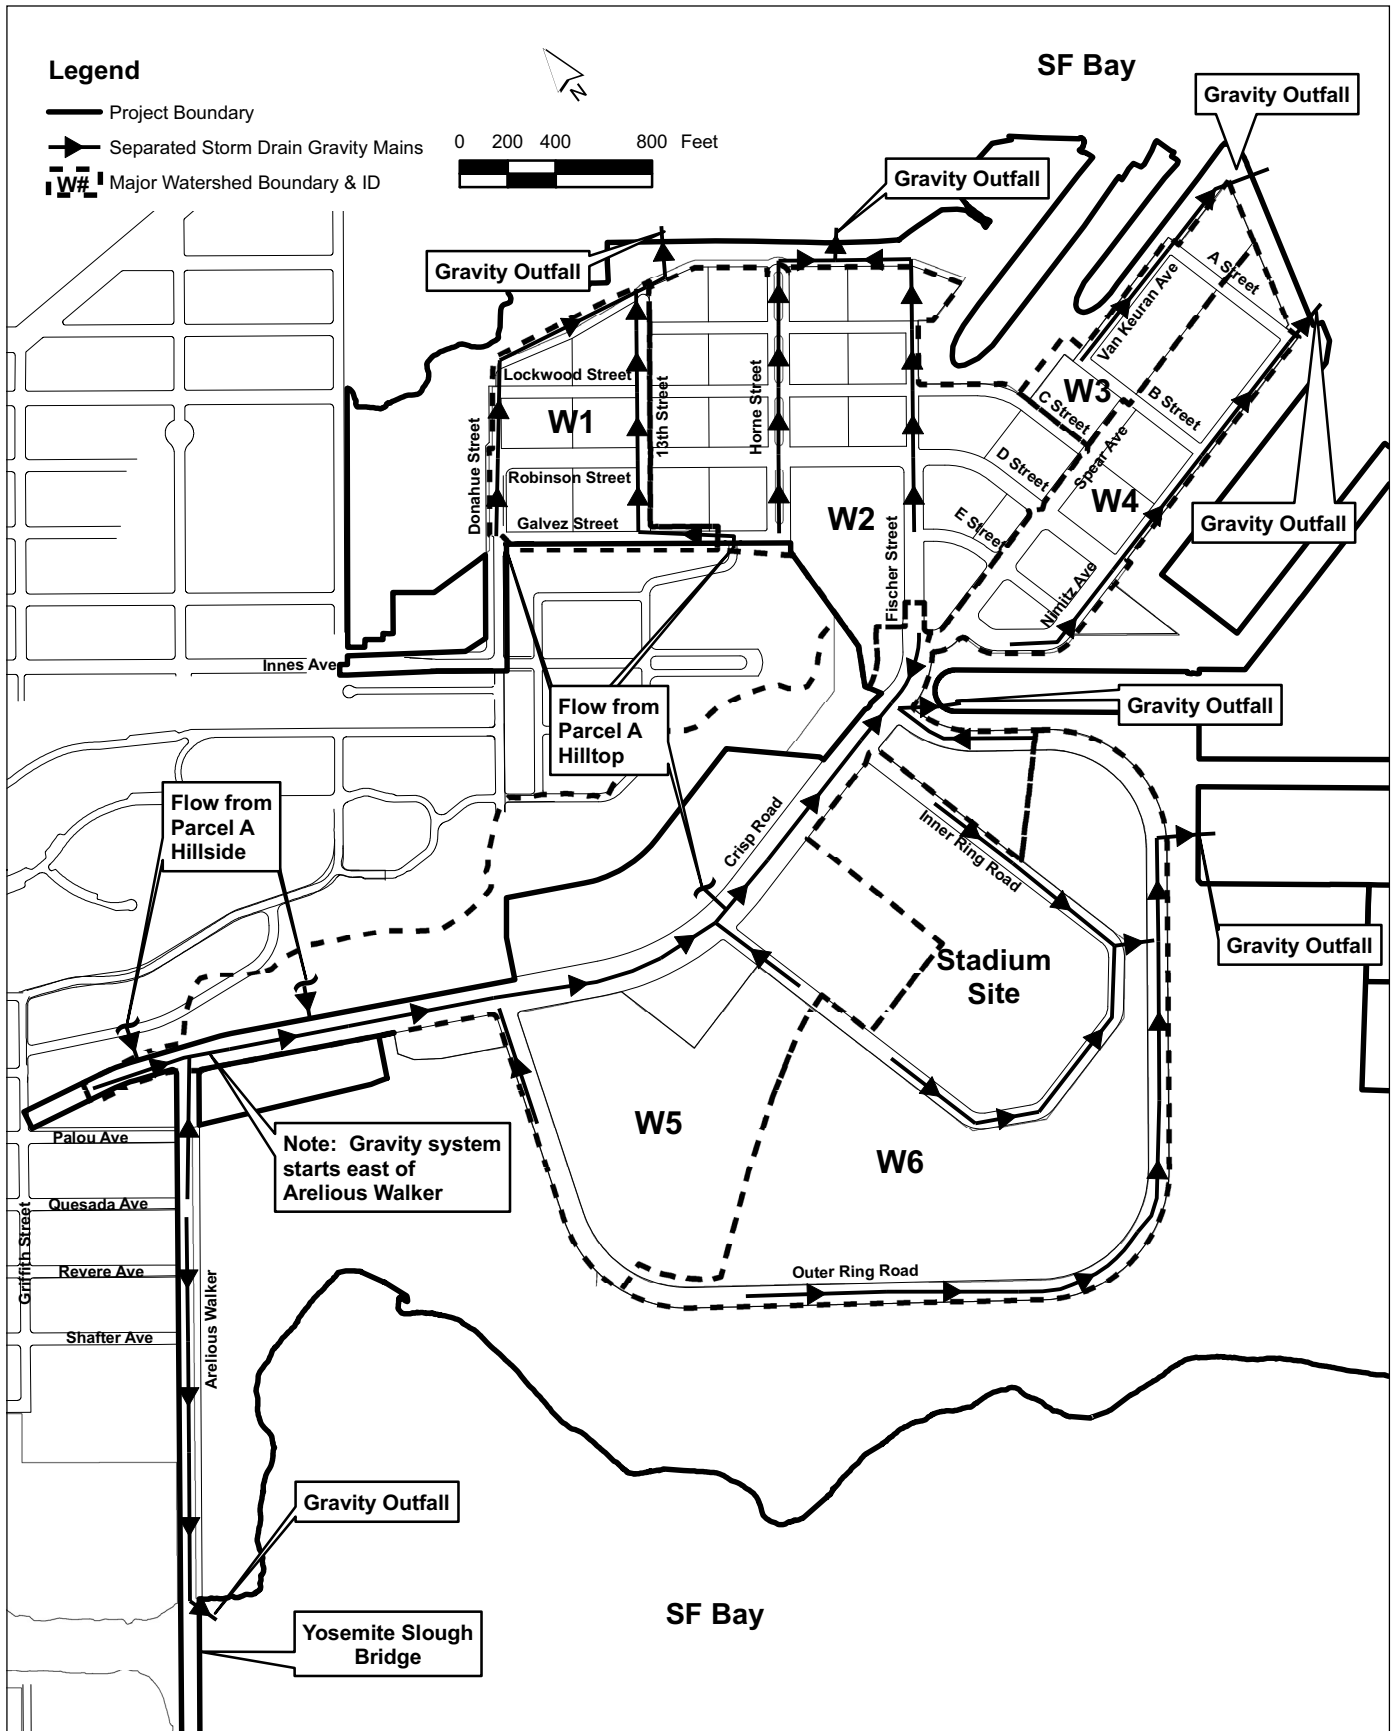 Legend
Project Boundary
Separated Storm Drain Gravity Mains
W#
Major Watershed Boundary & ID
N
0 200 400 800 Feet
SF Bay
Gravity Outfall
Gravity Outfall
Gravity Outfall
A Street
Van Keuran Ave
Lockwood Street
W3
B Street
C Street
W1
13th Street
Horne Street
Donahue Street
Spear Ave
D Street
Robinson Street
W4
W2
E Street
Galvez Street
Gravity Outfall
Fischer Street
Nimitz Ave
Innes Ave
Flow from
Parcel A
Hilltop
Gravity Outfall
Flow from
Parcel A
Hillside
Crisp Road
Inner Ring Road
Gravity Outfall
Stadium
Site
W5
Note: Gravity system
starts east of
Arelious Walker
Palou Ave
W6
Quesada Ave
Griffith Street
Revere Ave
Outer Ring Road
Arelious Walker
Shafter Ave
Gravity Outfall
SF Bay
Yosemite Slough
Bridge